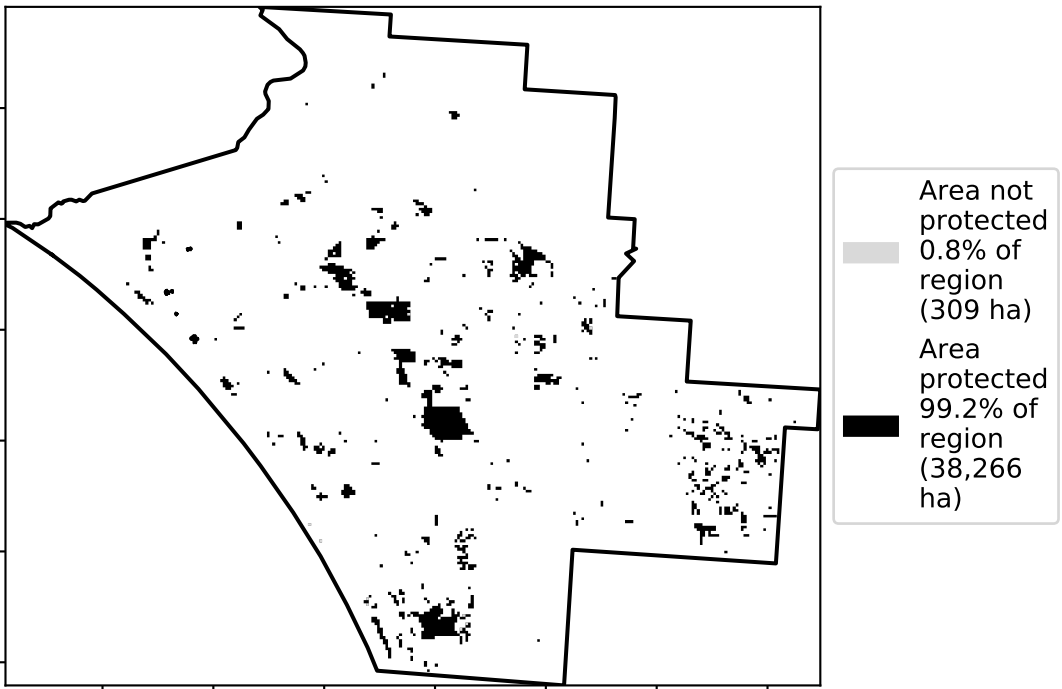 Area not
protected
0.8% of
region
(309 ha)
Area
protected
99.2% of
region
(38,266
ha)